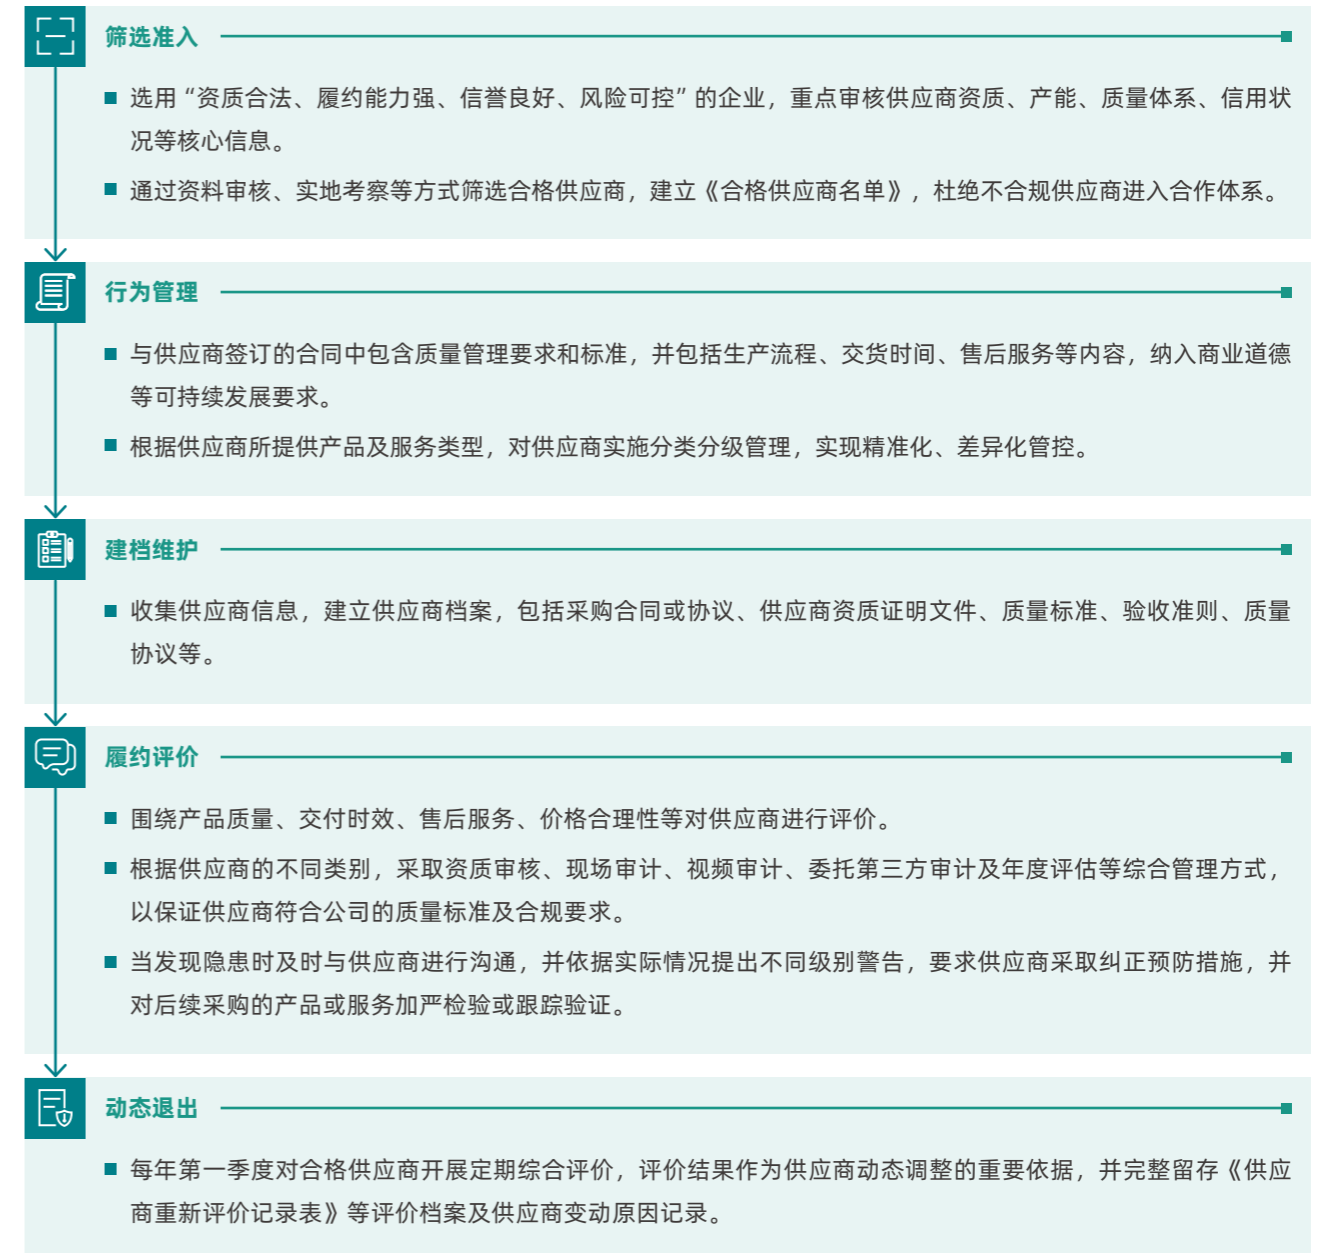 筛选准入
选用“资质合法、履约能力强、信誉良好、风险可控”的企业，重点审核供应商资质、产能、质量体系、信用状
况等核心信息。
通过资料审核、实地考察等方式筛选合格供应商，建立《合格供应商名单》，杜绝不合规供应商进入合作体系。
行为管理
与供应商签订的合同中包含质量管理要求和标准，并包括生产流程、交货时间、售后服务等内容，纳入商业道德
等可持续发展要求。
根据供应商所提供产品及服务类型，对供应商实施分类分级管理，实现精准化、差异化管控。
建档维护
收集供应商信息，建立供应商档案，包括采购合同或协议、供应商资质证明文件、质量标准、验收准则、质量
协议等。
履约评价
围绕产品质量、交付时效、售后服务、价格合理性等对供应商进行评价。
根据供应商的不同类别，采取资质审核、现场审计、视频审计、委托第三方审计及年度评估等综合管理方式，
以保证供应商符合公司的质量标准及合规要求。
当发现隐患时及时与供应商进行沟通，并依据实际情况提出不同级别警告，要求供应商采取纠正预防措施，并
对后续采购的产品或服务加严检验或跟踪验证。
动态退出
每年第一季度对合格供应商开展定期综合评价，评价结果作为供应商动态调整的重要依据，并完整留存《供应
商重新评价记录表》等评价档案及供应商变动原因记录。